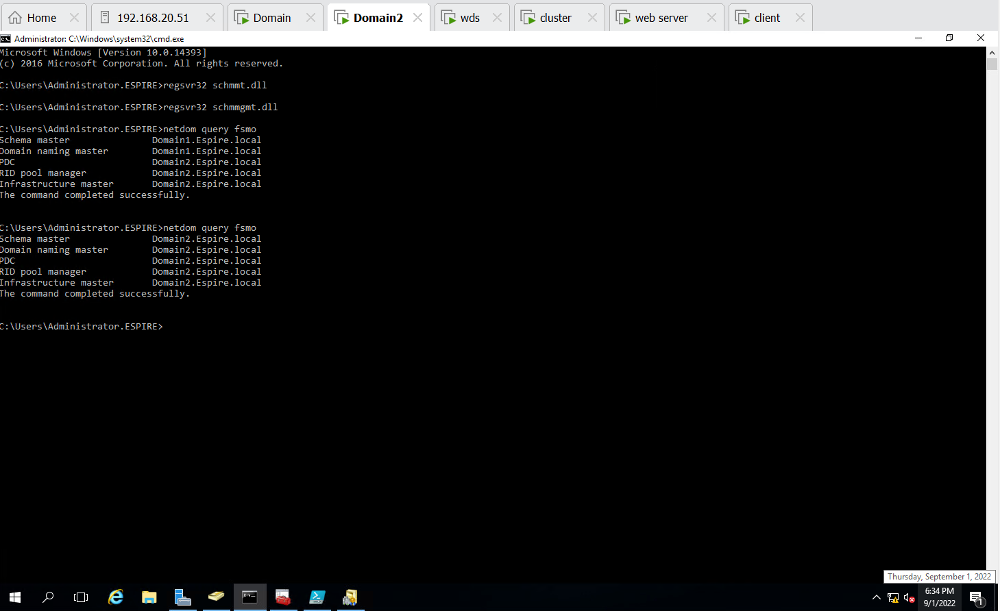 Home 192.168.20.51 Domain Domain2 wds cluster web server client
Administrator: C:\Windows\system32\cmd.exe
Microsoft Windows [Version 10.0.14393]
(c) 2016 Microsoft Corporation. All rights reserved.
C:\Users\Administrator.ESPIRE>regsvr32 schmmt.dll
C:\Users\Administrator.ESPIRE>regsvr32 schmmgmt.dll
C:\Users\Administrator.ESPIRE>netdom query fsmo
Schema master Domain1.Espire.local
Domain naming master Domain1.Espire.local
PDC Domain2.Espire.local
RID pool manager Domain2.Espire.local
Infrastructure master Domain2.Espire.local
The command completed successfully.
C:\Users\Administrator.ESPIRE>netdom query fsmo
Schema master Domain2.Espire.local
Domain naming master Domain2.Espire.local
PDC Domain2.Espire.local
RID pool manager Domain2.Espire.local
Infrastructure master Domain2.Espire.local
The command completed successfully.
C:\Users\Administrator.ESPIRE>
Thursday, September 1, 2022
6:34 PM
9/1/2022
1